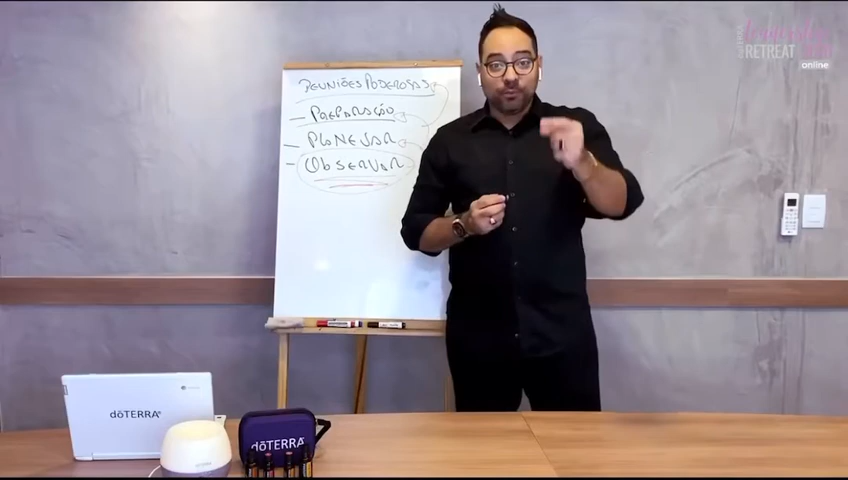 REUNIÕES PODEROSAS
- PREPARAÇÃO
- PLANEJAR
- OBSERVAR
RETREAT
online
dōTERRA
dōTERRA